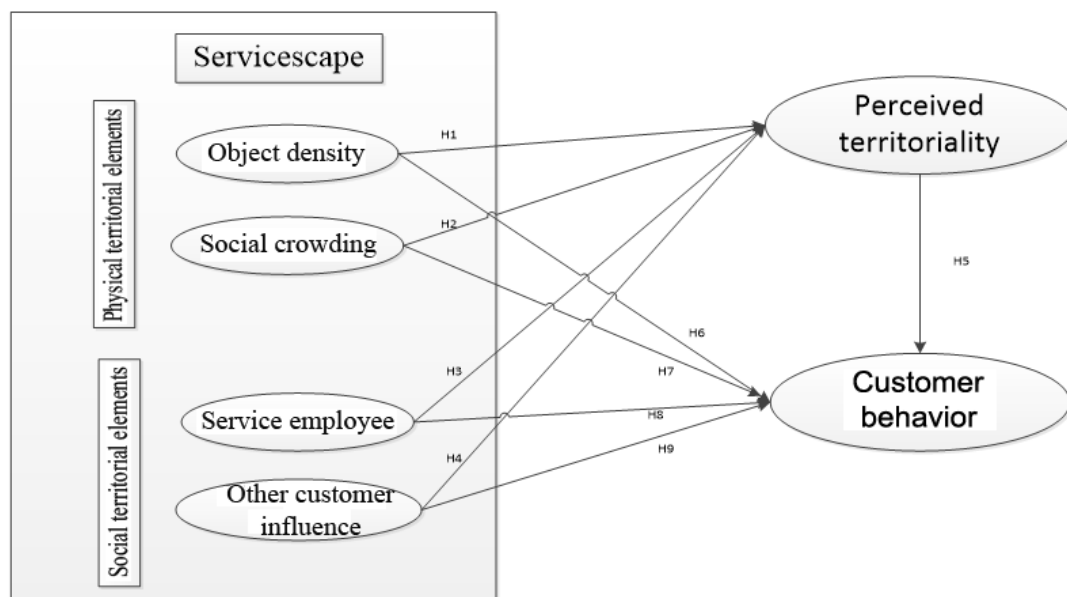 Servicescape
Physical territorial elements
Object density
Social crowding
Social territorial elements
Service employee
Other customer
influence
Perceived
territoriality
Customer
behavior
H1
H2
H3
H4
H5
H6
H7
H8
H9